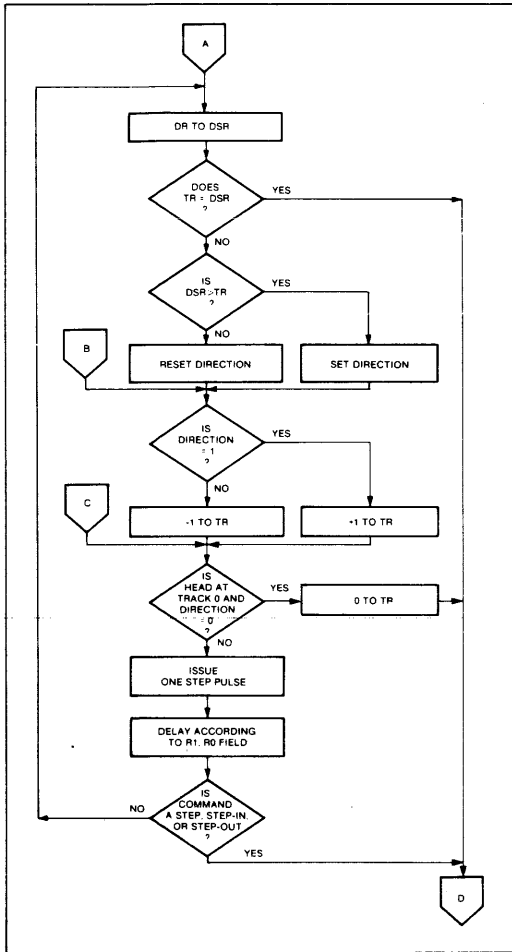 A
DR TO DSR
DOES
TR = DSR
?
YES
NO
IS
DSR>TR
?
YES
NO
B
RESET DIRECTION
SET DIRECTION
IS
DIRECTION
= 1
?
YES
NO
C
-1 TO TR
+1 TO TR
IS
HEAD AT
TRACK 0 AND
DIRECTION
= 0
?
YES
0 TO TR
NO
ISSUE
ONE STEP PULSE
DELAY ACCORDING
TO R1, R0 FIELD
IS
COMMAND
A STEP, STEP-IN,
OR STEP-OUT
?
NO
YES
D